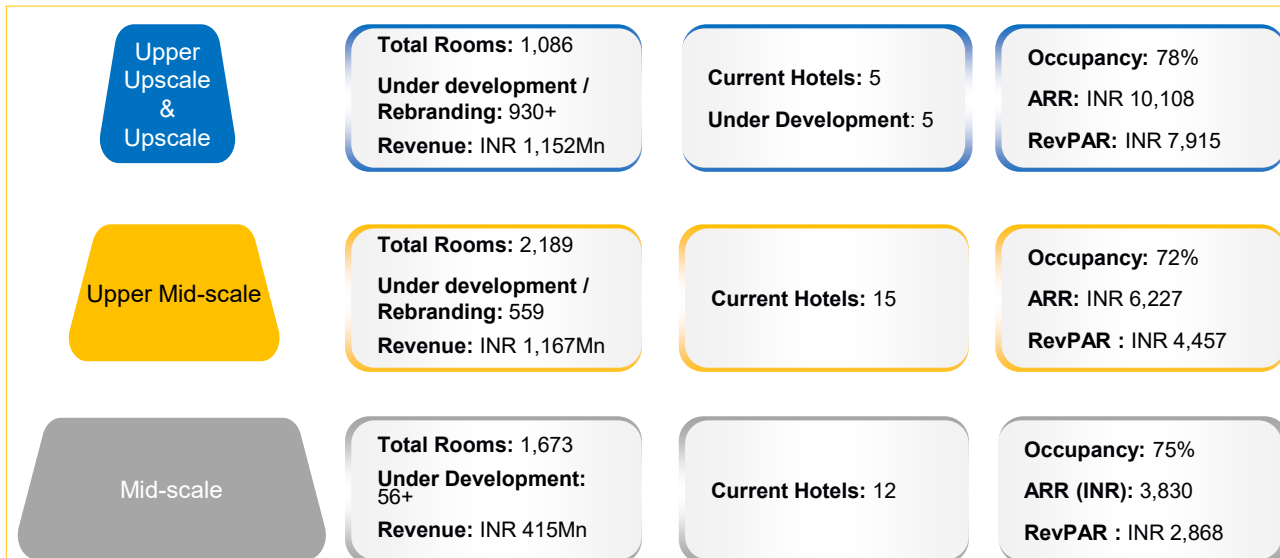 Upper
Upscale
&
Upscale
Total Rooms: 1,086
Under development /
Rebranding: 930+
Revenue: INR 1,152Mn
Current Hotels: 5
Under Development: 5
Occupancy: 78%
ARR: INR 10,108
RevPAR: INR 7,915
Upper Mid-scale
Total Rooms: 2,189
Under development /
Rebranding: 559
Revenue: INR 1,167Mn
Current Hotels: 15
Occupancy: 72%
ARR: INR 6,227
RevPAR : INR 4,457
Mid-scale
Total Rooms: 1,673
Under Development:
56+
Revenue: INR 415Mn
Current Hotels: 12
Occupancy: 75%
ARR (INR): 3,830
RevPAR : INR 2,868